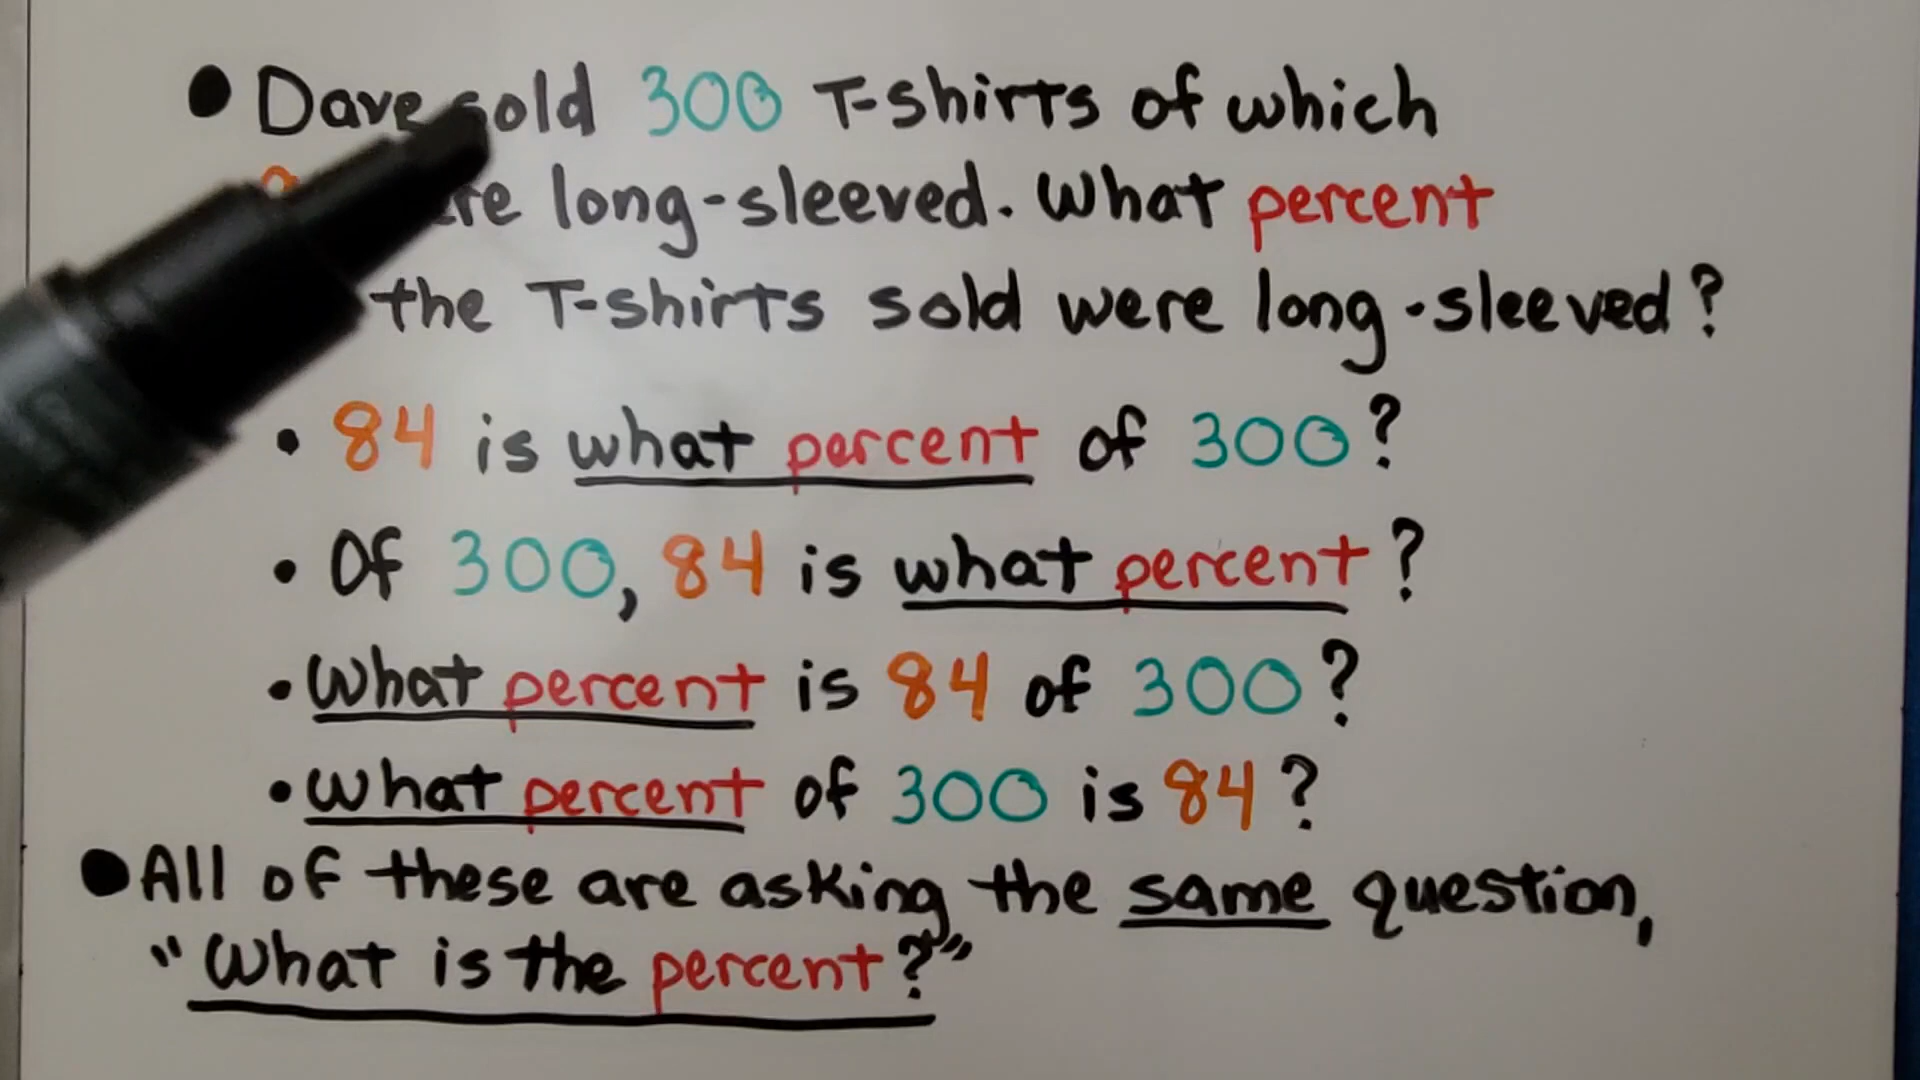 • Dave sold 300 T-shirts of which
long-sleeved. What percent
the T-shirts sold were long-sleeved?
• 84 is what percent of 300?
• Of 300, 84 is what percent?
• What percent is 84 of 300?
• What percent of 300 is 84?
• All of these are asking the same question,
"What is the percent?"